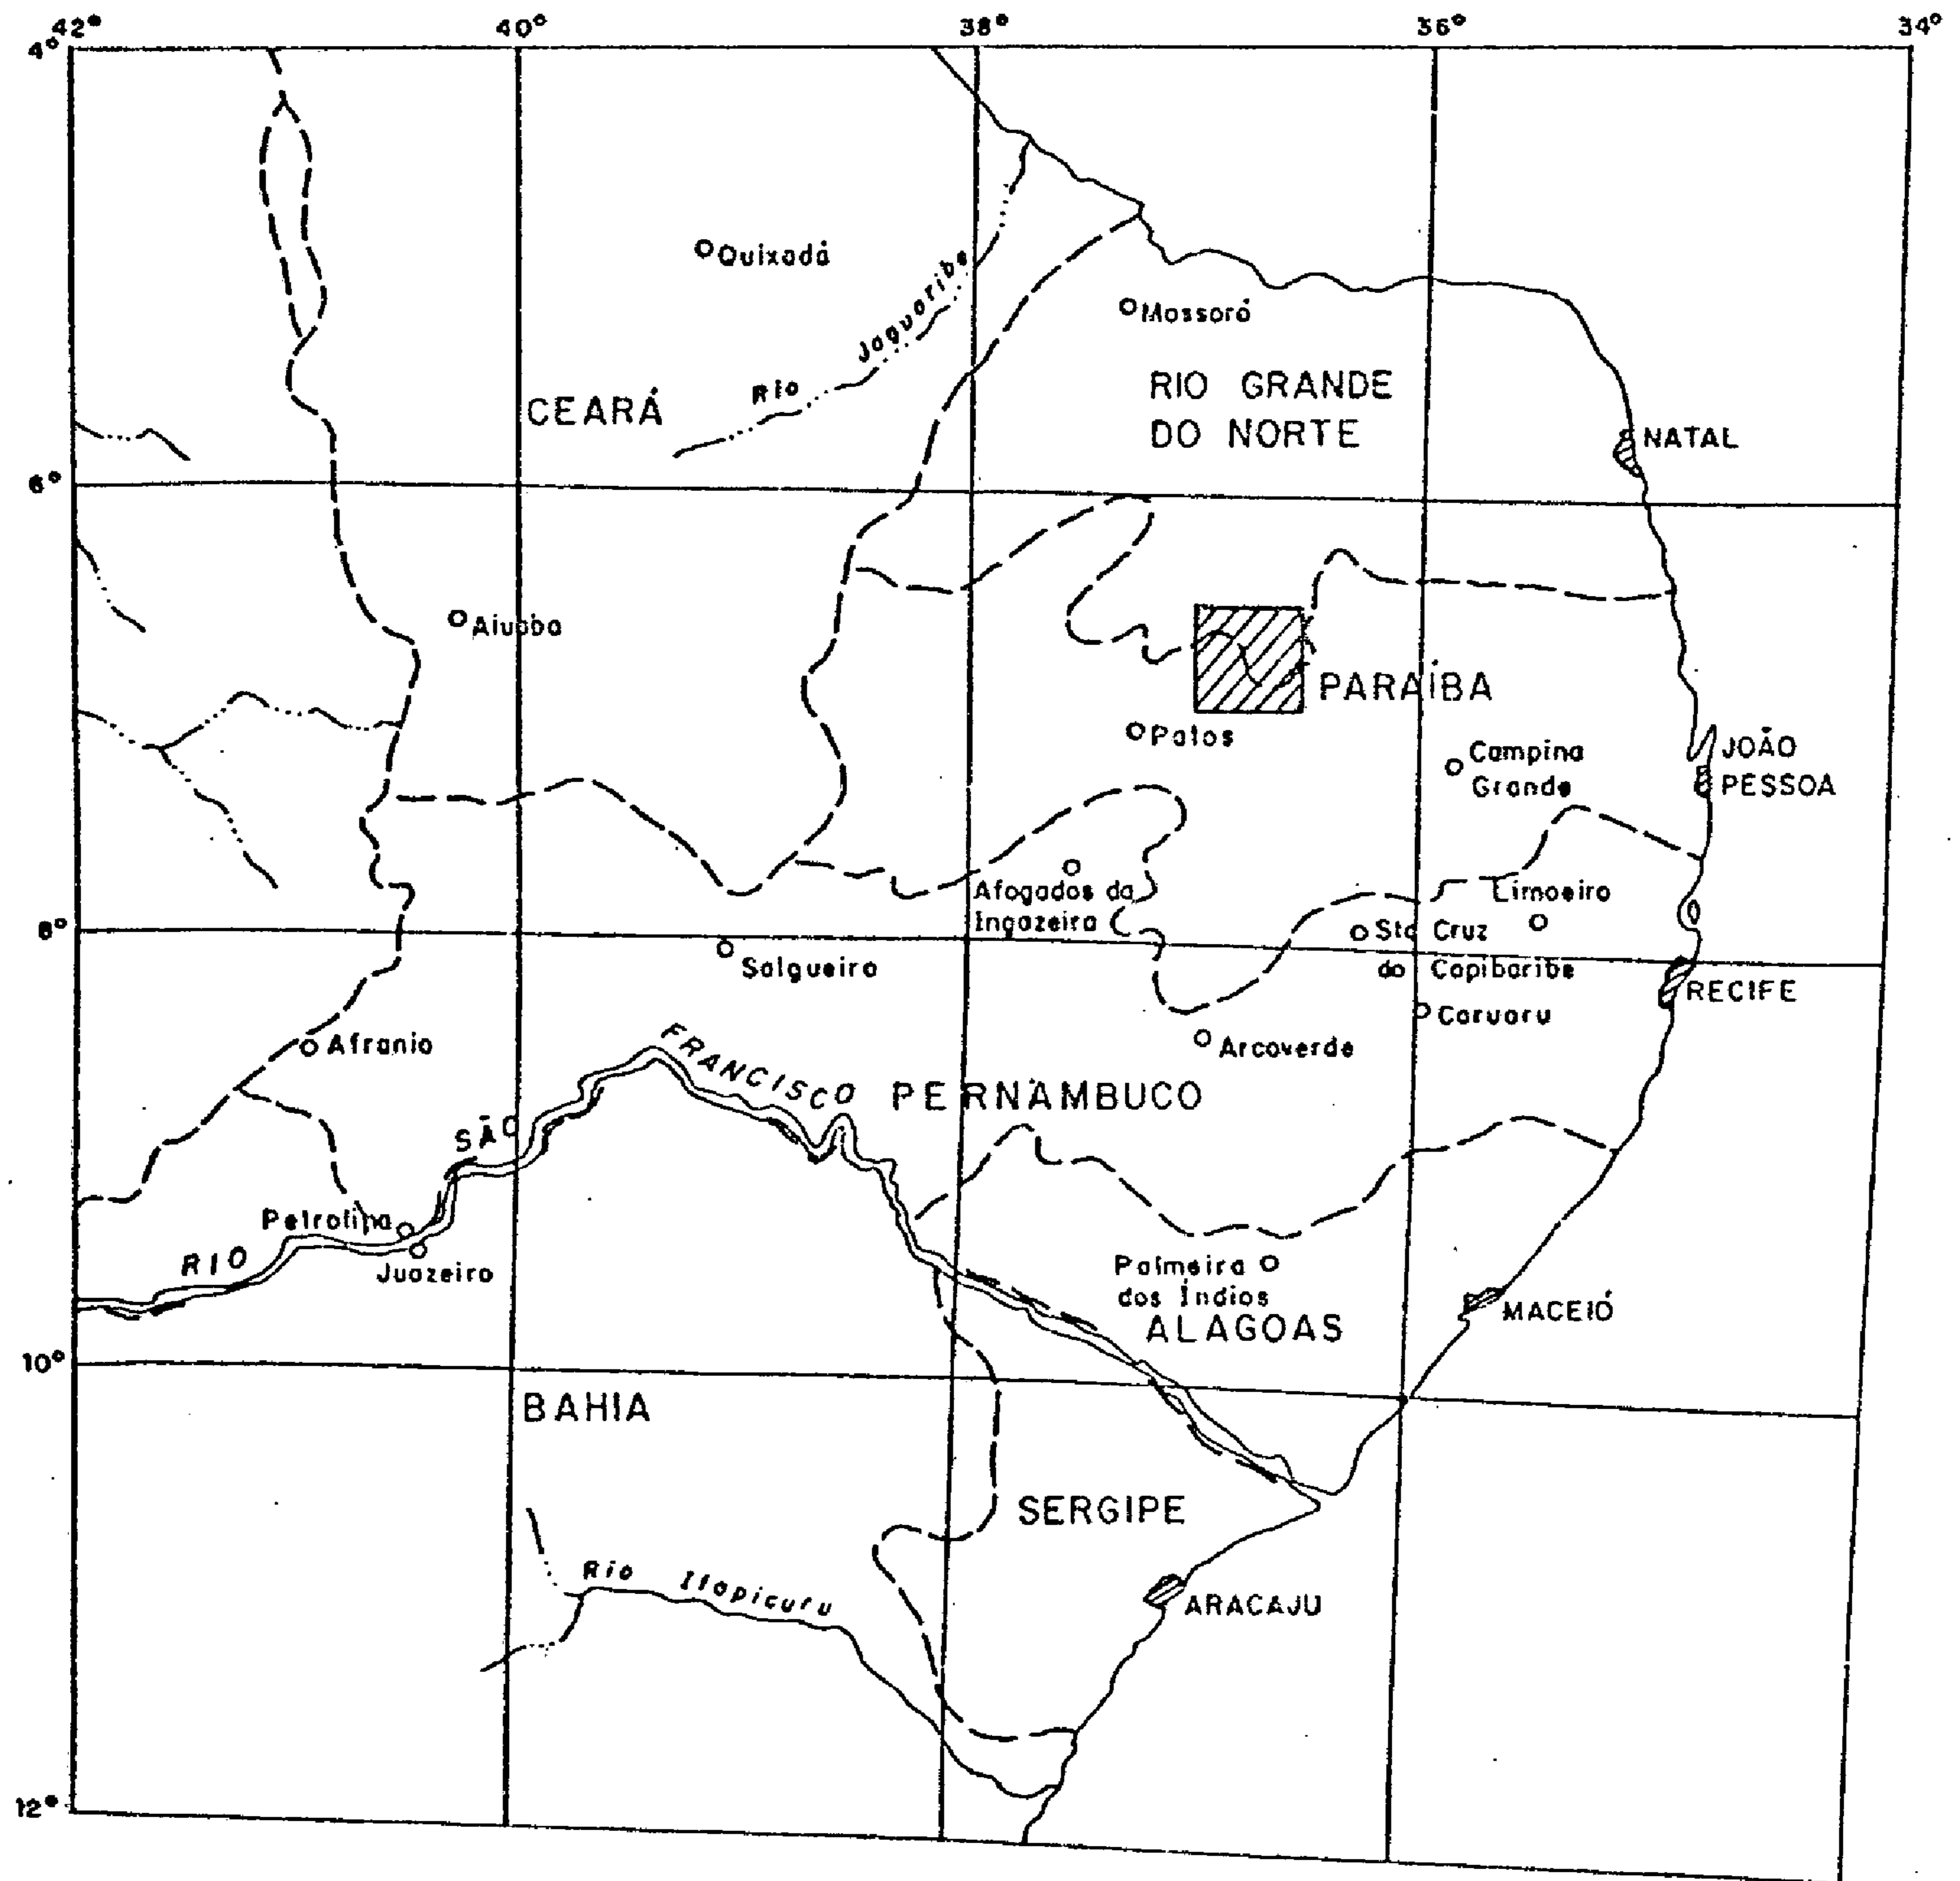 42° 40° 38° 36° 34°
4°
Quixadá
Mossoró
Rio Jaguaribe
CEARÁ
RIO GRANDE
DO NORTE
NATAL
6°
Aiuaba
PARAÍBA
Patos
Campina
Grande
JOÃO
PESSOA
Afogados da
Ingazeira
Limoeiro
8°
Sta Cruz
do Capibaribe
Salgueiro
RECIFE
Caruaru
Afranio
Arcoverde
RIO SÃO FRANCISCO
PERNAMBUCO
Petrolina
Juazeiro
Palmeira
dos Índios
ALAGOAS
MACEIÓ
10°
BAHIA
SERGIPE
Rio Itapicuru
ARACAJU
12°